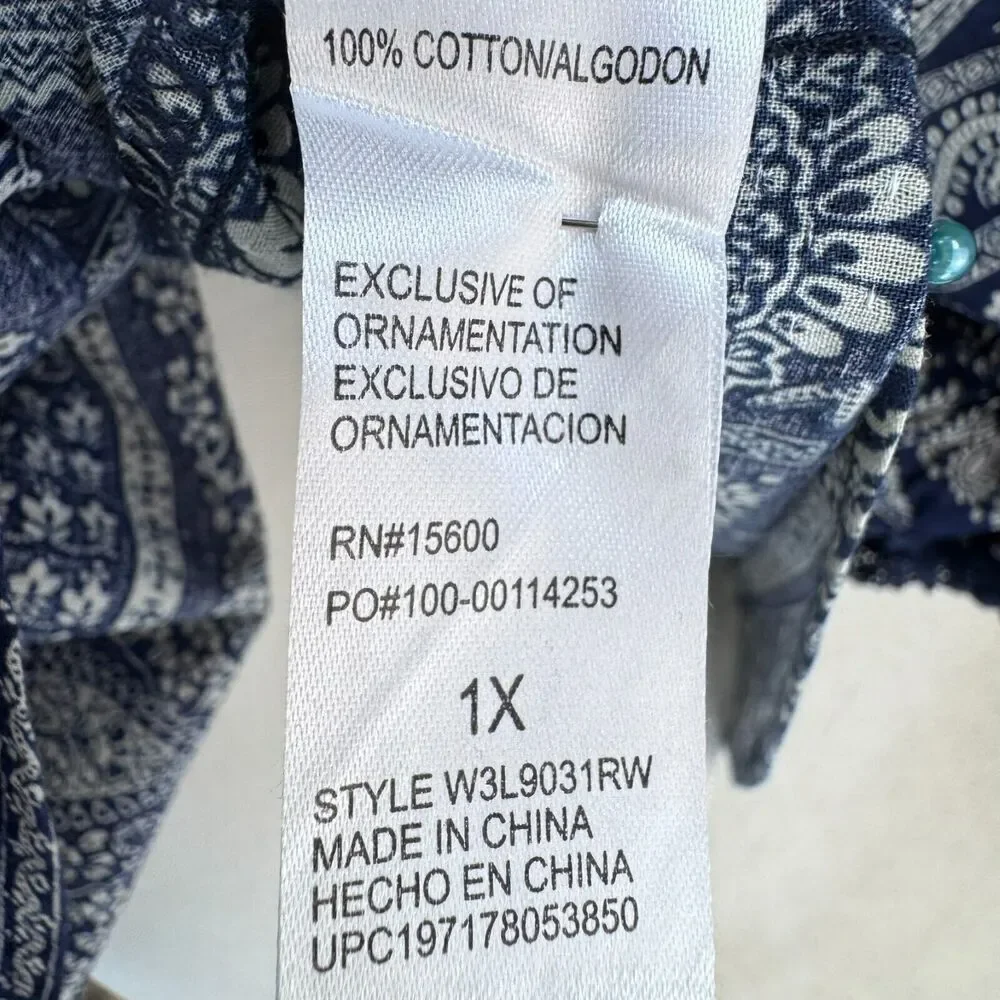 100% COTTON/ALGODON
EXCLUSIVE OF
ORNAMENTATION
EXCLUSIVO DE
ORNAMENTACION
RN#15600
PO#100-00114253
1X
STYLE W3L9031RW
MADE IN CHINA
HECHO EN CHINA
UPC197178053850